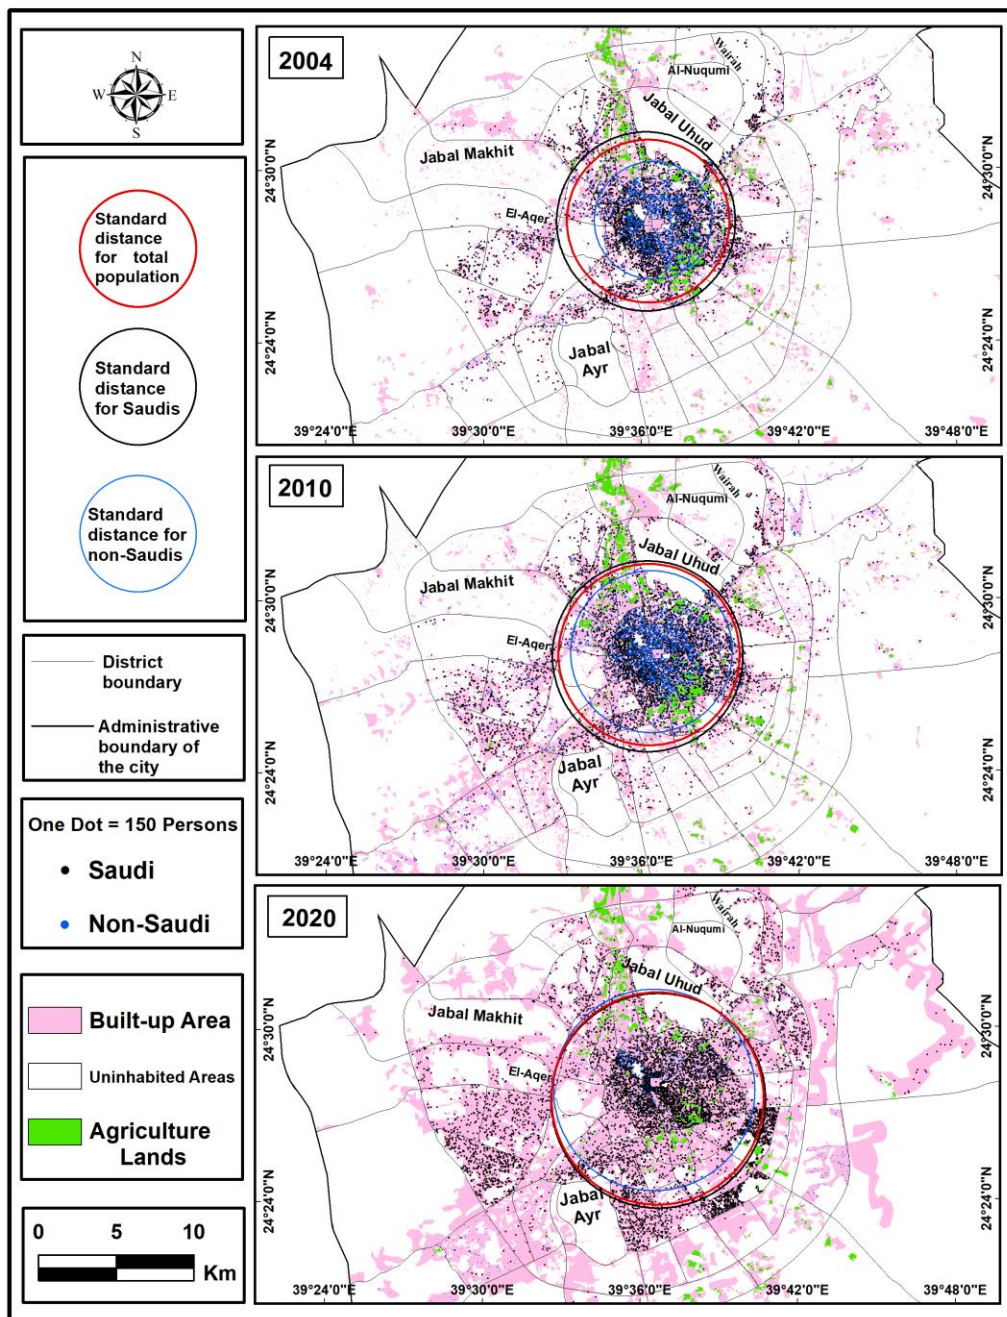 N
W
E
S
Standard
distance
for total
population
Standard
distance
for Saudis
Standard
distance for
non-Saudis
District
boundary
Administrative
boundary of
the city
One Dot = 150 Persons
Saudi
Non-Saudi
Built-up Area
Uninhabited Areas
Agriculture
Lands
0 5 10
Km
2004
Wairah
Al-Nuqumi
Jabal Uhud
Jabal Makhit
El-Aqer
Jabal
Ayr
24°30'0"N
24°24'0"N
24°30'0"N
24°24'0"N
39°24'0"E 39°30'0"E 39°36'0"E 39°42'0"E 39°48'0"E
2010
Wairah
Al-Nuqumi
Jabal Uhud
Jabal Makhit
El-Aqer
Jabal
Ayr
24°30'0"N
24°24'0"N
24°30'0"N
24°24'0"N
39°24'0"E 39°30'0"E 39°36'0"E 39°42'0"E 39°48'0"E
2020
Wairah
Al-Nuqumi
Jabal Uhud
Jabal Makhit
El-Aqer
Jabal
Ayr
24°30'0"N
24°24'0"N
24°30'0"N
24°24'0"N
39°24'0"E 39°30'0"E 39°36'0"E 39°42'0"E 39°48'0"E